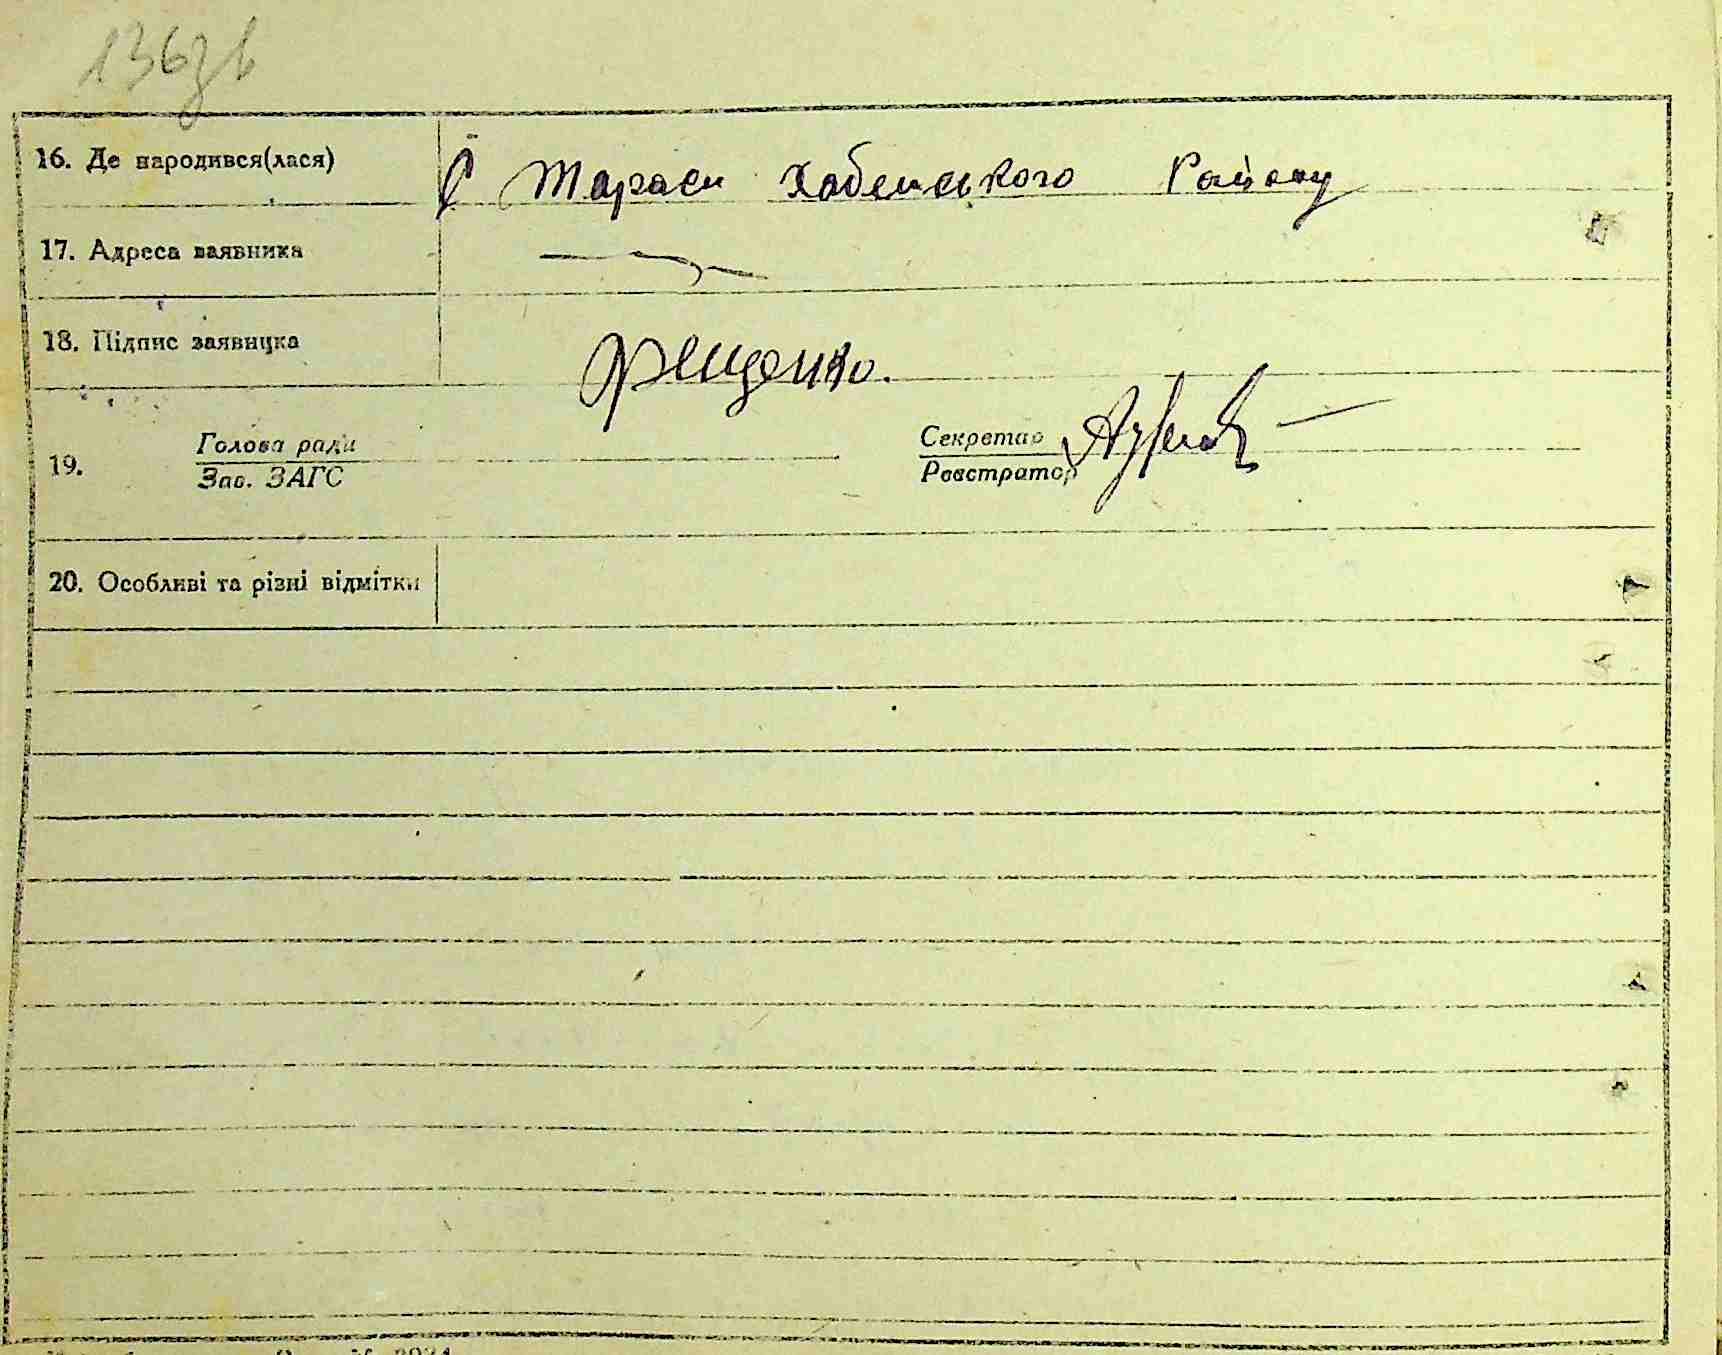 136зв
16. Де народився(лася) С Тараси Хабенського Району
17. Адреса заявника —
18. Підпис заявника Фещенко.
19. Голова ради Секретар
Зав. ЗАГС Реєстратор
20. Особливі та різні відмітки